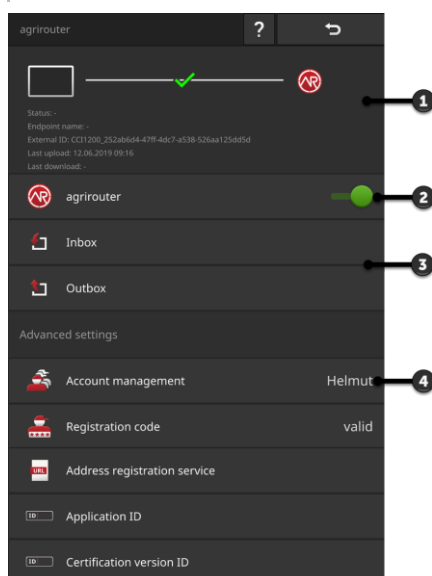 agrirouter ?
AR
Status: -
Endpoint name: -
External ID: CCI1200_252ab6d4-47ff-4dc7-a538-526aa125dd5d
Last upload: 12.06.2019 09:16
Last download: -
1
AR agrirouter
2
Inbox
3
Outbox
Advanced settings
Account management Helmut
4
Registration code valid
URL Address registration service
ID Application ID
ID Certification version ID